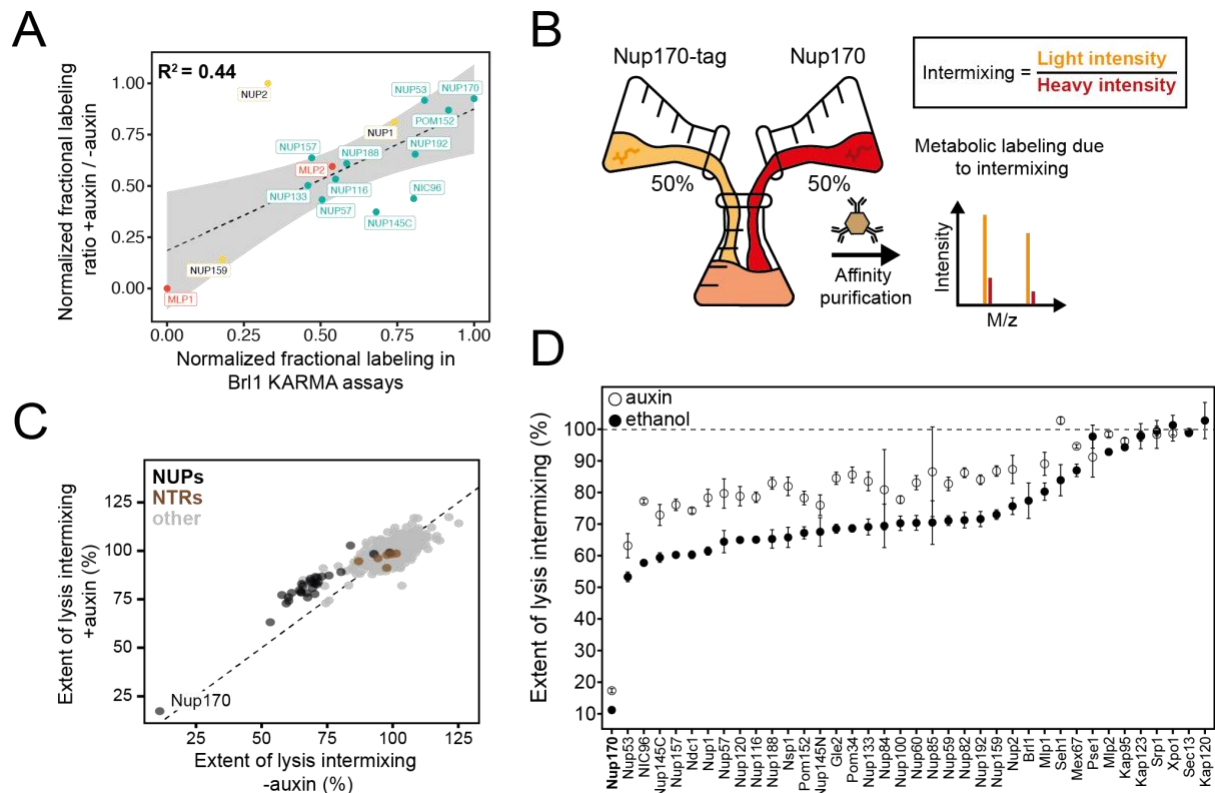 A
R² = 0.44
Normalized fractional labeling
ratio +auxin / -auxin
1.00
0.75
0.50
0.25
0.00
NUP2
NUP53
NUP170
POM152
NUP1
NUP157
NUP188
NUP192
MLP2
NUP133
NUP116
NIC96
NUP57
NUP145C
NUP159
MLP1
0.00
0.25
0.50
0.75
1.00
Normalized fractional labeling in
Brl1 KARMA assays
B
Nup170-tag
Nup170
50%
50%
Affinity
purification
Intermixing =
Light intensity
Heavy intensity
Metabolic labeling due
to intermixing
Intensity
M/z
C
NUPs
NTRs
other
Extent of lysis intermixing
+auxin (%)
125
100
75
50
25
Nup170
25
50
75
100
125
Extent of lysis intermixing
-auxin (%)
D
auxin
ethanol
Extent of lysis intermixing (%)
100
90
80
70
60
50
40
30
20
10
Nup170
Nup53
NIC96
Nup145C
Nup157
Ndc1
Nup1
Nup57
Nup120
Nup116
Nup188
Nsp1
Pom152
Nup145N
Gle2
Pom34
Nup133
Nup84
Nup100
Nup60
Nup85
Nup59
Nup82
Nup192
Nup159
Nup2
Brl1
Mlp1
Seh1
Mex67
Pse1
Mlp2
Kap95
Kap123
Srp1
Xpo1
Sec13
Kap120